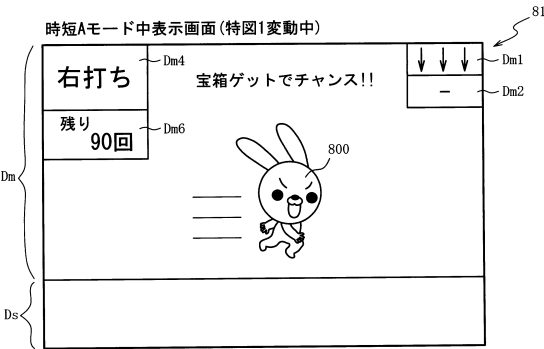 時短Aモード中表示画面(特図1変動中)
81
右打ち
Dm4
宝箱ゲットでチャンス!!
↓↓↓
Dm1
−
Dm2
残り
90回
Dm6
800
Dm
Ds